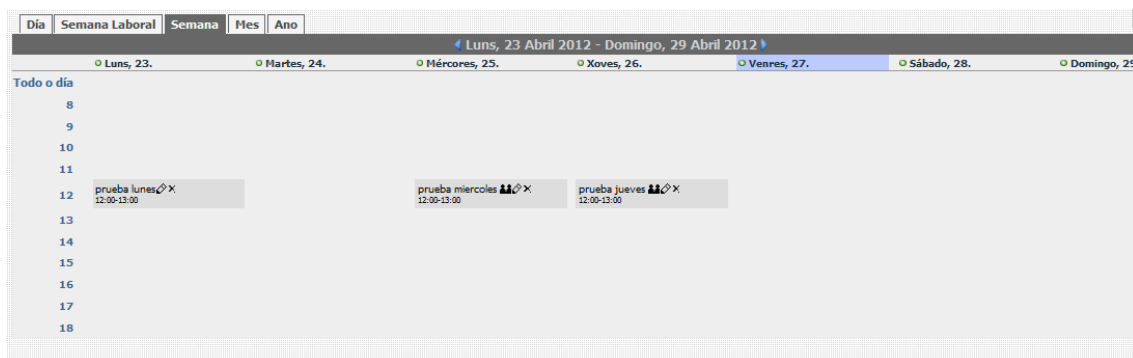 Día Semana Laboral Semana Mes Ano
Luns, 23 Abril 2012 - Domingo, 29 Abril 2012
Luns, 23. Martes, 24. Mércores, 25. Xoves, 26. Venres, 27. Sábado, 28. Domingo, 29
Todo o día
8
9
10
11
12
prueba lunes prueba miercoles prueba jueves
12:00-13:00 12:00-13:00 12:00-13:00
13
14
15
16
17
18